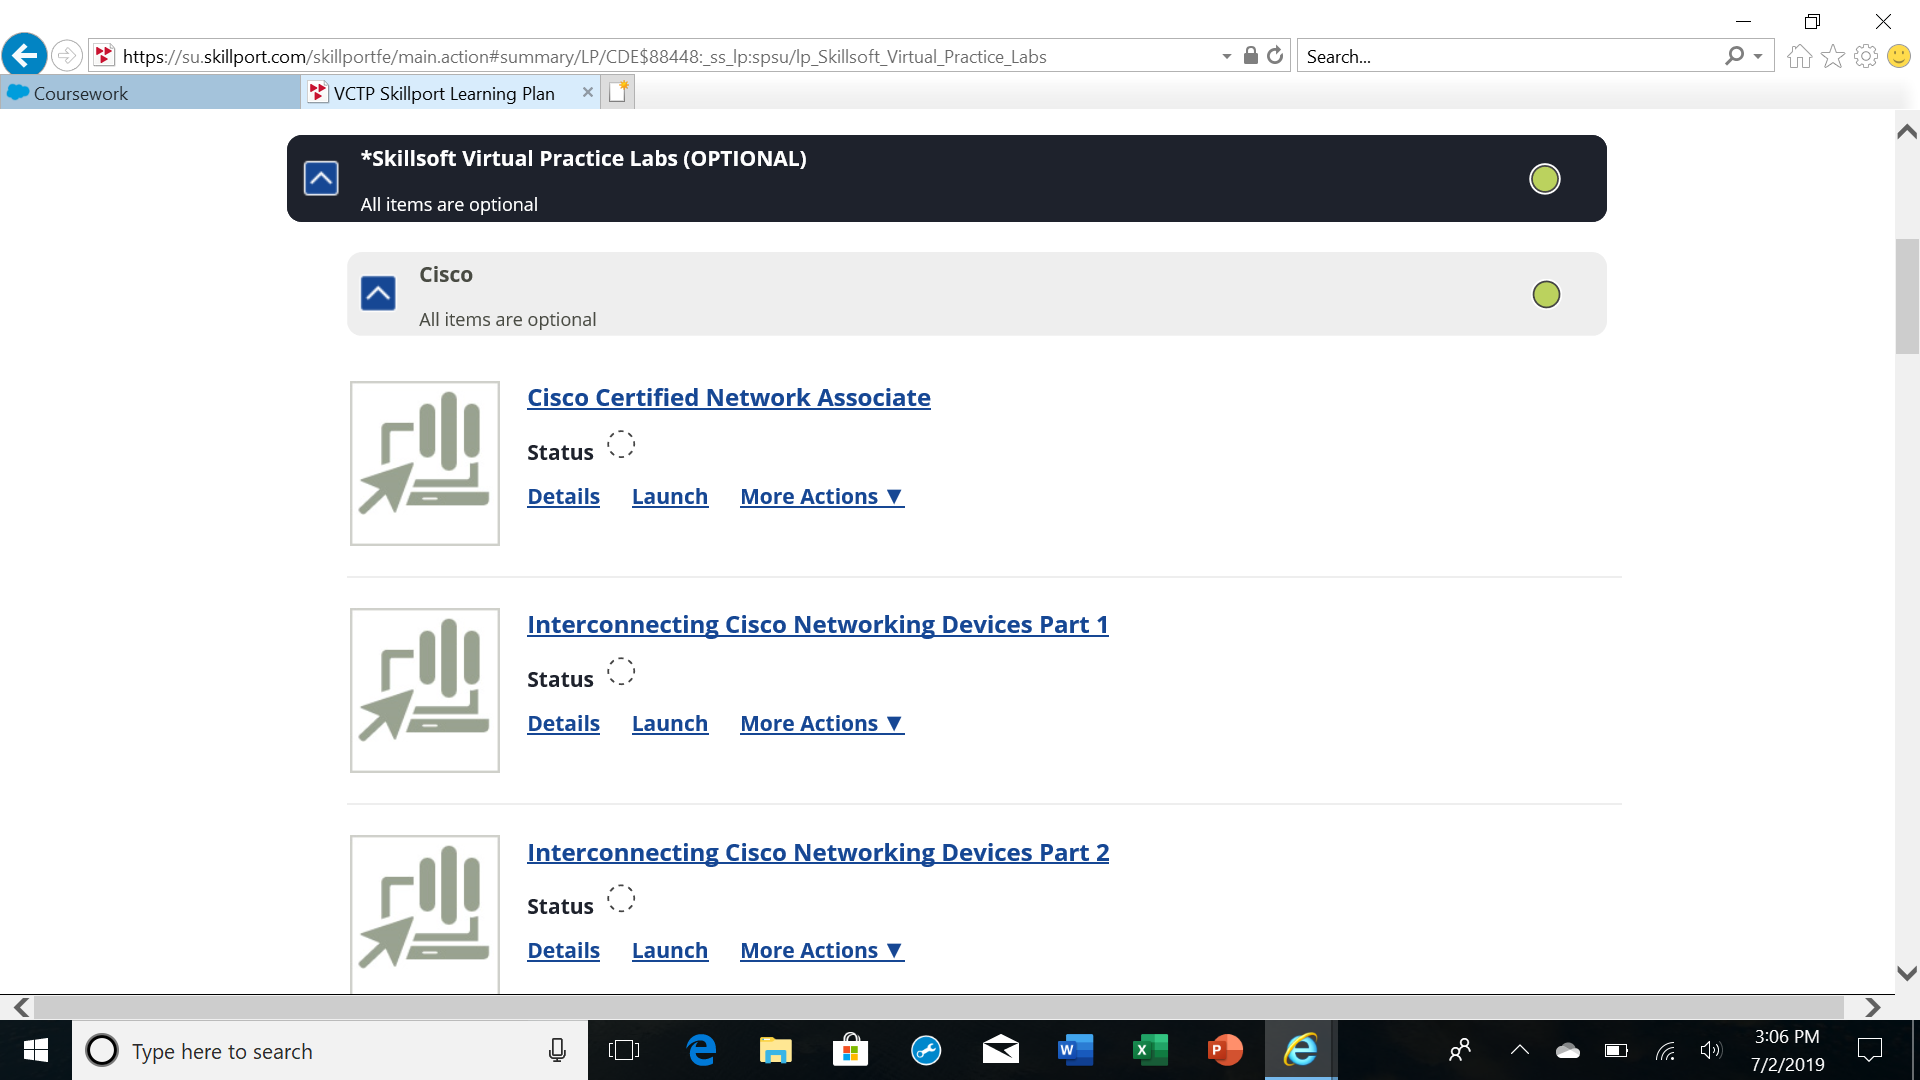 https://su.skillport.com/skillportfe/main.action#summary/LP/CDE$88448:_ss_lp:spsu/lp_Skillsoft_Virtual_Practice_Labs
Search...
Coursework
VCTP Skillport Learning Plan
*Skillsoft Virtual Practice Labs (OPTIONAL)
All items are optional
Cisco
All items are optional
Cisco Certified Network Associate
Status
Details Launch More Actions ▼
Interconnecting Cisco Networking Devices Part 1
Status
Details Launch More Actions ▼
Interconnecting Cisco Networking Devices Part 2
Status
Details Launch More Actions ▼
Type here to search
3:06 PM
7/2/2019